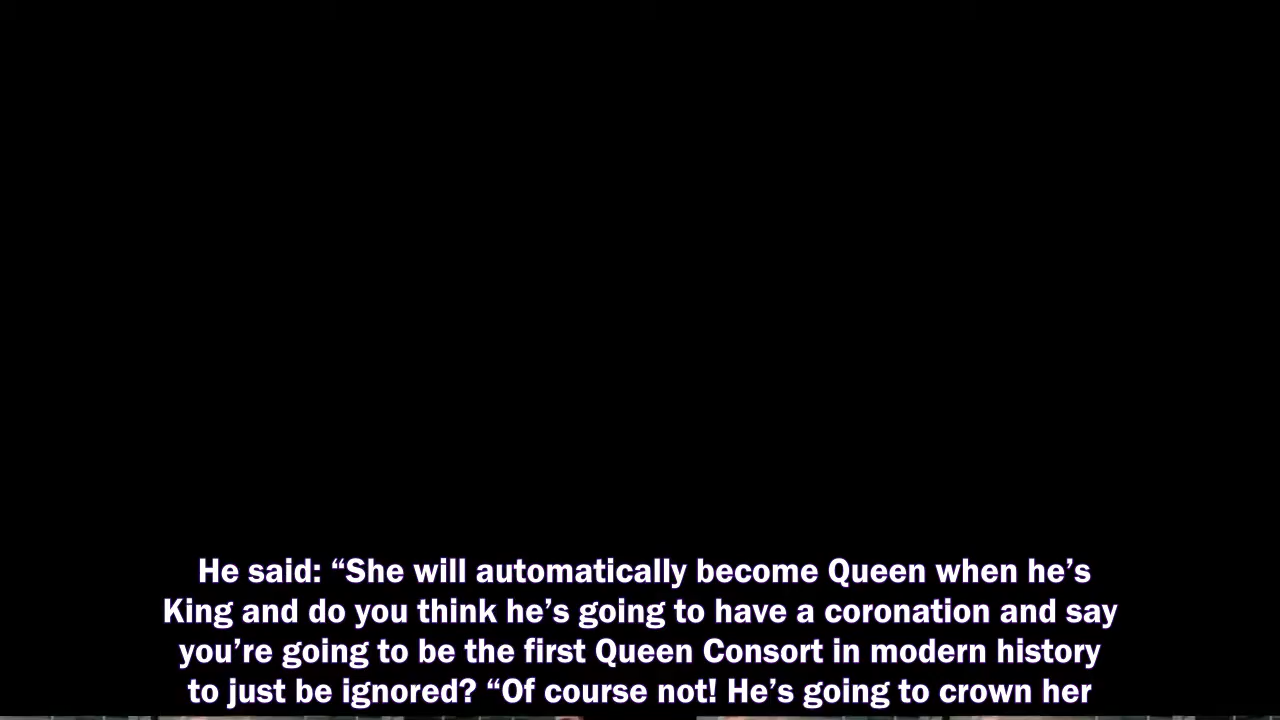 He said: “She will automatically become Queen when he’s
King and do you think he’s going to have a coronation and say
you’re going to be the first Queen Consort in modern history
to just be ignored? “Of course not! He’s going to crown her